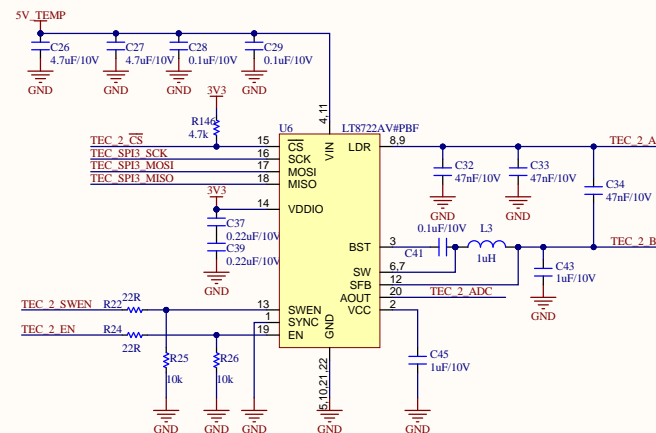 5V_TEMP
C26
4.7uF/10V
C27
4.7uF/10V
C28
0.1uF/10V
C29
0.1uF/10V
GND
GND
GND
GND
3V3
R146
4.7k
U6
LT8722AV#PBF
4,11
TEC_2_CS
15
CS
VIN
LDR
8,9
TEC_2_A
TEC_SPI3_SCK
16
SCK
TEC_SPI3_MOSI
17
MOSI
TEC_SPI3_MISO
18
MISO
C32
47nF/10V
C33
47nF/10V
C34
47nF/10V
3V3
14
VDDIO
GND
GND
C37
0.22uF/10V
C39
0.22uF/10V
GND
0.1uF/10V
L3
BST
3
C41
1uH
TEC_2_B
SW
6,7
SFB
12
C43
1uF/10V
AOUT
20
TEC_2_ADC
VCC
2
GND
TEC_2_SWEN
R22
22R
13
SWEN
1
SYNC
TEC_2_EN
R24
22R
19
EN
GND
R25
10k
R26
10k
C45
1uF/10V
5,10,21,22
GND
GND
GND
GND
GND